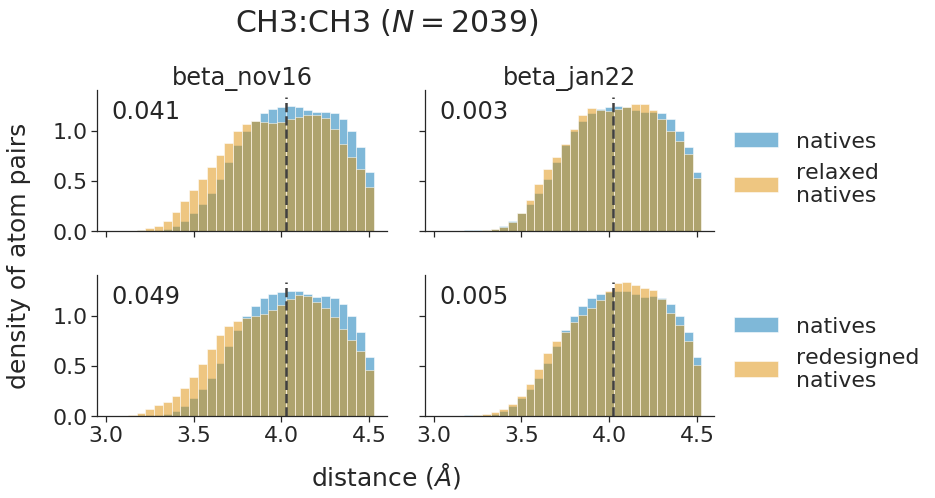 CH3:CH3 (N = 2039)
beta_nov16
beta_jan22
density of atom pairs
0.041
0.003
1.0
0.5
0.0
natives
relaxed
natives
0.049
0.005
1.0
0.5
0.0
natives
redesigned
natives
3.0 3.5 4.0 4.5
3.0 3.5 4.0 4.5
distance (Å)